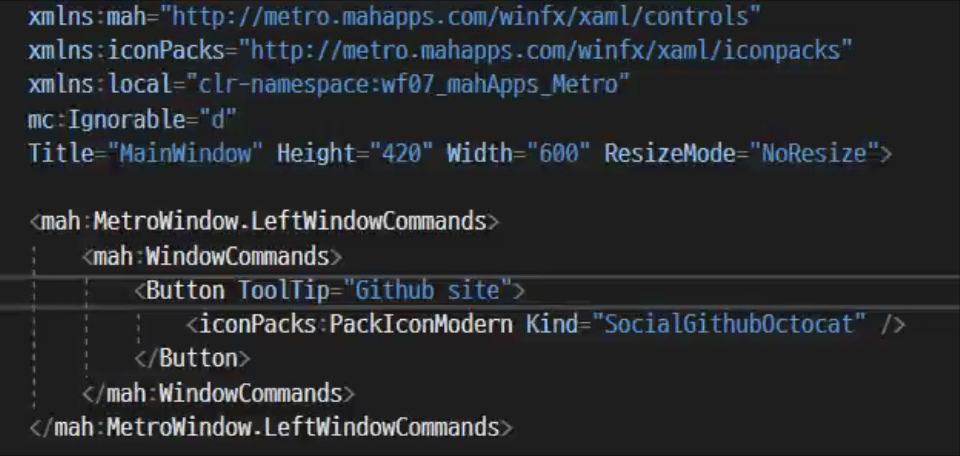 xmlns:mah="http://metro.mahapps.com/winfx/xaml/controls"
xmlns:iconPacks="http://metro.mahapps.com/winfx/xaml/iconpacks"
xmlns:local="clr-namespace:wf07_mahApps_Metro"
mc:Ignorable="d"
Title="MainWindow" Height="420" Width="600" ResizeMode="NoResize">
<mah:MetroWindow.LeftWindowCommands>
<mah:WindowCommands>
<Button ToolTip="Github site">
<iconPacks:PackIconModern Kind="SocialGithubOctocat" />
</Button>
</mah:WindowCommands>
</mah:MetroWindow.LeftWindowCommands>